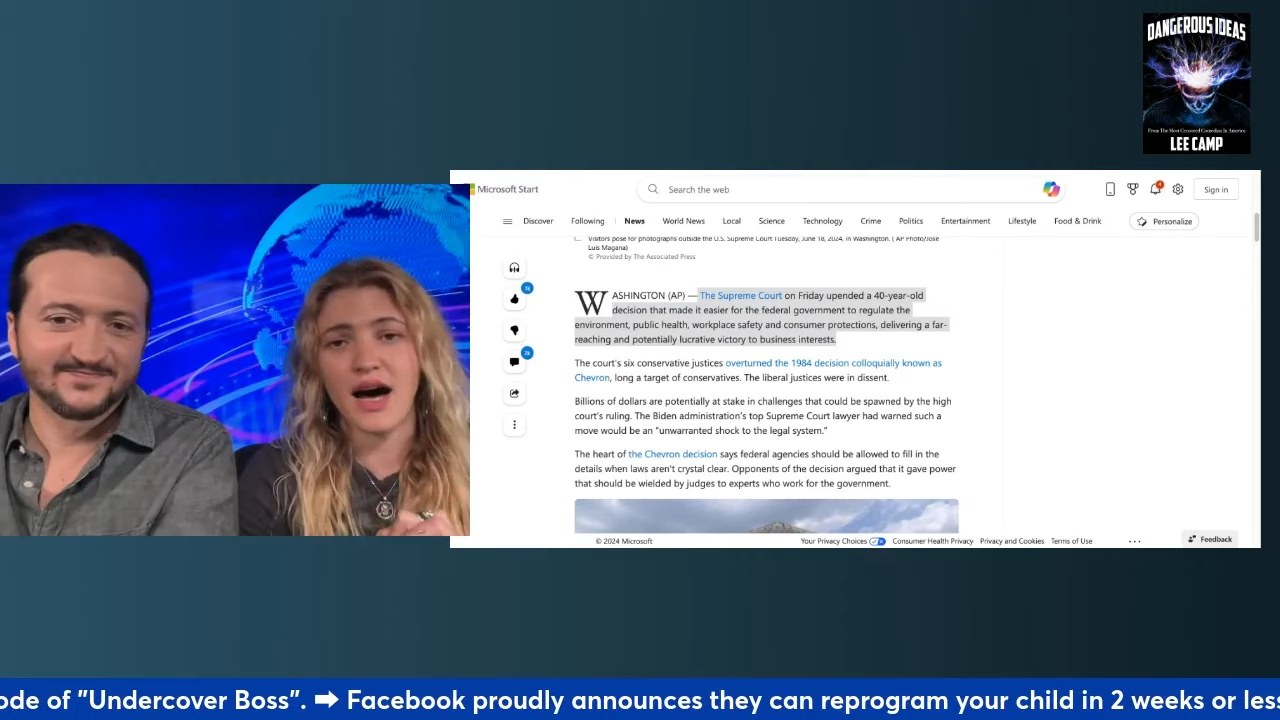 DANGEROUS IDEAS
From The Most Censored Comedian In America
LEE CAMP
Microsoft Start
Search the web
4
Sign in
Discover
Following
News
World News
Local
Science
Technology
Crime
Politics
Entertainment
Lifestyle
Food & Drink
Personalize
Visitors pose for photographs outside the U.S. Supreme Court Tuesday, June 18, 2024, in Washington. ( AP Photo/Jose
Luis Magana)
© Provided by The Associated Press
WASHINGTON (AP) — The Supreme Court on Friday upended a 40-year-old
decision that made it easier for the federal government to regulate the
environment, public health, workplace safety and consumer protections, delivering a far-
reaching and potentially lucrative victory to business interests.
The court's six conservative justices overturned the 1984 decision colloquially known as
Chevron, long a target of conservatives. The liberal justices were in dissent.
Billions of dollars are potentially at stake in challenges that could be spawned by the high
court's ruling. The Biden administration's top Supreme Court lawyer had warned such a
move would be an "unwarranted shock to the legal system."
The heart of the Chevron decision says federal agencies should be allowed to fill in the
details when laws aren't crystal clear. Opponents of the decision argued that it gave power
that should be wielded by judges to experts who work for the government.
© 2024 Microsoft
Your Privacy Choices
Consumer Health Privacy
Privacy and Cookies
Terms of Use
Feedback
ode of "Undercover Boss". ➡ Facebook proudly announces they can reprogram your child in 2 weeks or less